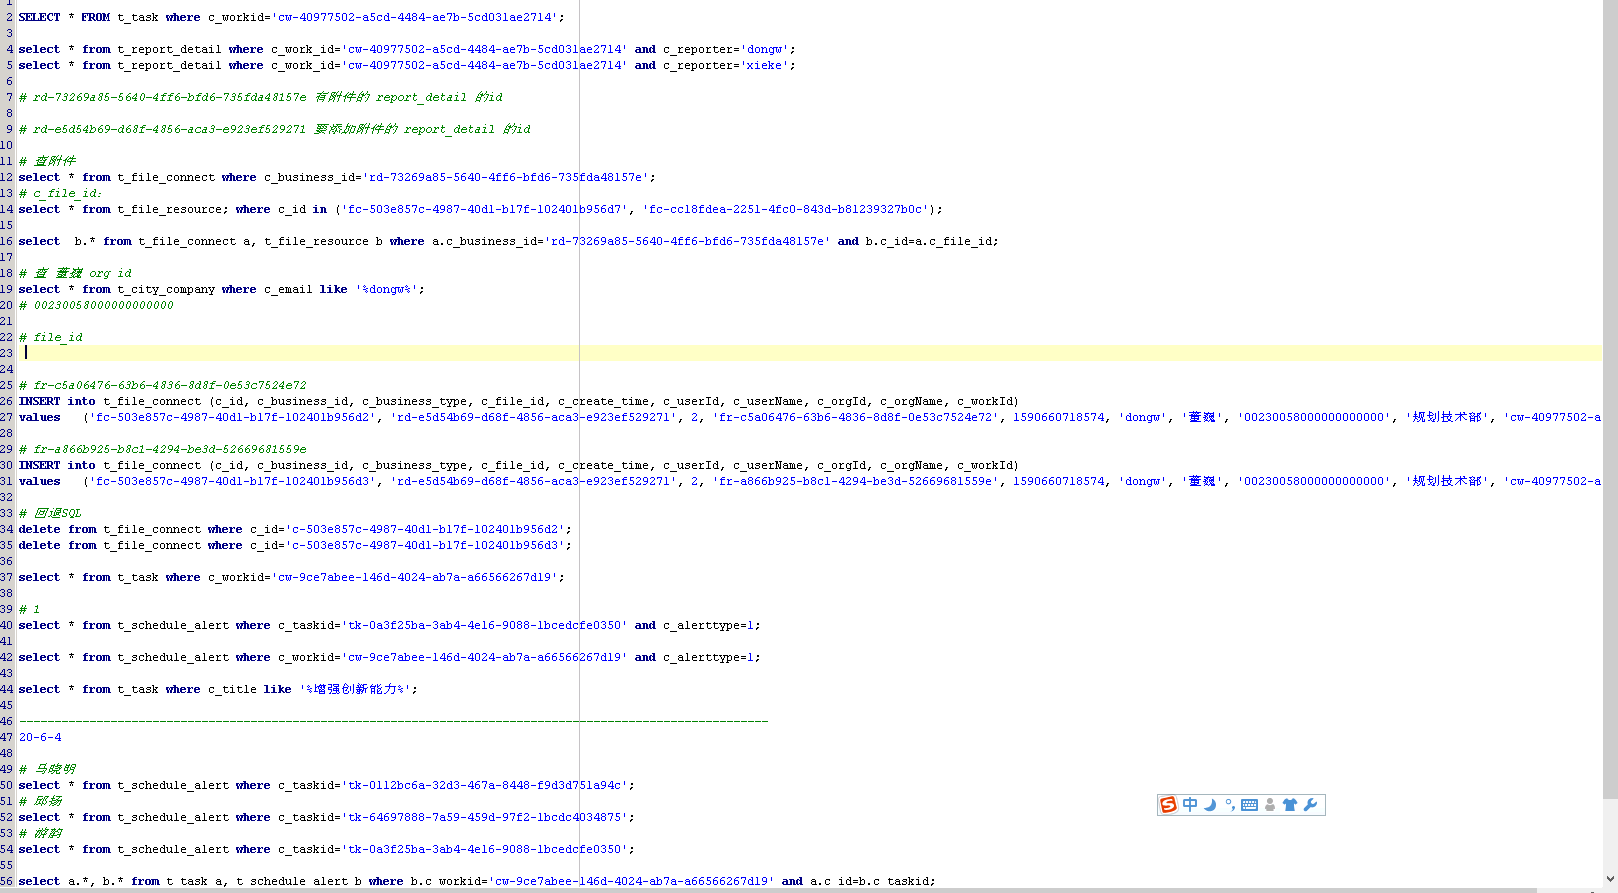 1
2 SELECT * FROM t_task where c_workid='cw-40977502-a5cd-4484-ae7b-5cd031ae2714';
3
4 select * from t_report_detail where c_work_id='cw-40977502-a5cd-4484-ae7b-5cd031ae2714' and c_reporter='dongw';
5 select * from t_report_detail where c_work_id='cw-40977502-a5cd-4484-ae7b-5cd031ae2714' and c_reporter='xieke';
6
7 # rd-73269a85-5640-4ff6-bfd6-735fda48157e 有附件的 report_detail 的id
8
9 # rd-e5d54b69-d68f-4856-aca3-e923ef529271 要添加附件的 report_detail 的id
10
11 # 查附件
12 select * from t_file_connect where c_business_id='rd-73269a85-5640-4ff6-bfd6-735fda48157e';
13 # c_file_id:
14 select * from t_file_resource; where c_id in ('fc-503e857c-4987-40d1-b17f-102401b956d7', 'fc-cc18fdea-2251-4fc0-843d-b81239327b0c');
15
16 select  b.* from t_file_connect a, t_file_resource b where a.c_business_id='rd-73269a85-5640-4ff6-bfd6-735fda48157e' and b.c_id=a.c_file_id;
17
18 # 查 董巍 org id
19 select * from t_city_company where c_email like '%dongw%';
20 # 00230058000000000000
21
22 # file_id
23
24
25 # fr-c5a06476-63b6-4836-8d8f-0e53c7524e72
26 INSERT into t_file_connect (c_id, c_business_id, c_business_type, c_file_id, c_create_time, c_userId, c_userName, c_orgId, c_orgName, c_workId)
27 values   ('fc-503e857c-4987-40d1-b17f-102401b956d2', 'rd-e5d54b69-d68f-4856-aca3-e923ef529271', 2, 'fr-c5a06476-63b6-4836-8d8f-0e53c7524e72', 1590660718574, 'dongw', '董巍', '00230058000000000000', '规划技术部', 'cw-40977502-a
28
29 # fr-a866b925-b8c1-4294-be3d-52669681559e
30 INSERT into t_file_connect (c_id, c_business_id, c_business_type, c_file_id, c_create_time, c_userId, c_userName, c_orgId, c_orgName, c_workId)
31 values   ('fc-503e857c-4987-40d1-b17f-102401b956d3', 'rd-e5d54b69-d68f-4856-aca3-e923ef529271', 2, 'fr-a866b925-b8c1-4294-be3d-52669681559e', 1590660718574, 'dongw', '董巍', '00230058000000000000', '规划技术部', 'cw-40977502-a
32
33 # 回退SQL
34 delete from t_file_connect where c_id='c-503e857c-4987-40d1-b17f-102401b956d2';
35 delete from t_file_connect where c_id='c-503e857c-4987-40d1-b17f-102401b956d3';
36
37 select * from t_task where c_workid='cw-9ce7abee-146d-4024-ab7a-a66566267d19';
38
39 # 1
40 select * from t_schedule_alert where c_taskid='tk-0a3f25ba-3ab4-4e16-9088-1bcedcfe0350' and c_alerttype=1;
41
42 select * from t_schedule_alert where c_workid='cw-9ce7abee-146d-4024-ab7a-a66566267d19' and c_alerttype=1;
43
44 select * from t_task where c_title like '%增强创新能力%';
45
46 -----------------------------------------------------------------------------------------------------------
47 20-6-4
48
49 # 马晓明
50 select * from t_schedule_alert where c_taskid='tk-0112bc6a-32d3-467a-8448-f9d3d751a94c';
51 # 邱杨
52 select * from t_schedule_alert where c_taskid='tk-64697888-7a59-459d-97f2-1bcdc4034875';
53 # 游韵
54 select * from t_schedule_alert where c_taskid='tk-0a3f25ba-3ab4-4e16-9088-1bcedcfe0350';
55
56 select a.*, b.* from t_task a, t_schedule_alert b where b.c_workid='cw-9ce7abee-146d-4024-ab7a-a66566267d19' and a.c_id=b.c_taskid;
S 中